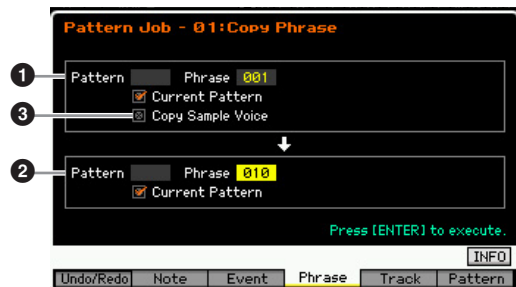 Pattern Job - 01:Copy Phrase
1 Pattern Phrase 001
Current Pattern
3 Copy Sample Voice
2 Pattern Phrase 010
Current Pattern
Press [ENTER] to execute.
INFO
Undo/Redo Note Event Phrase Track Pattern